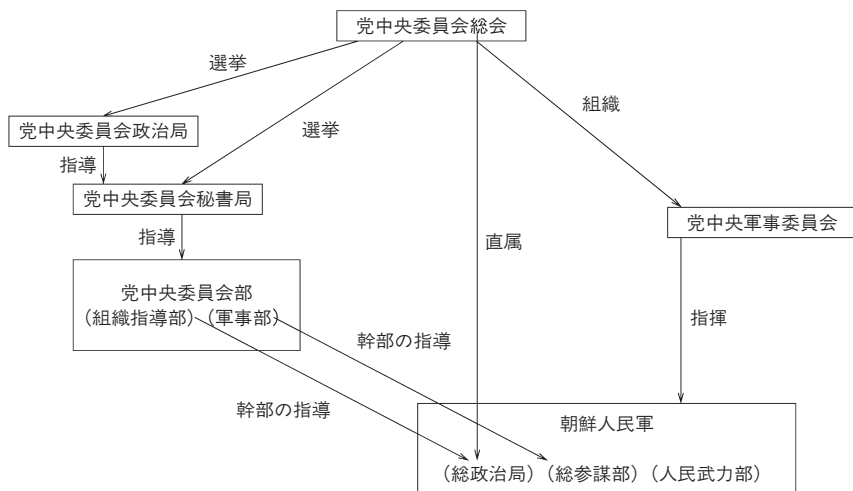 党中央委員会総会
選挙
組織
選挙
党中央委員会政治局
指導
党中央委員会秘書局
党中央軍事委員会
指導
直属
党中央委員会部
(組織指導部)(軍事部)
指揮
幹部の指導
幹部の指導
朝鮮人民軍
(総政治局)(総参謀部)(人民武力部)